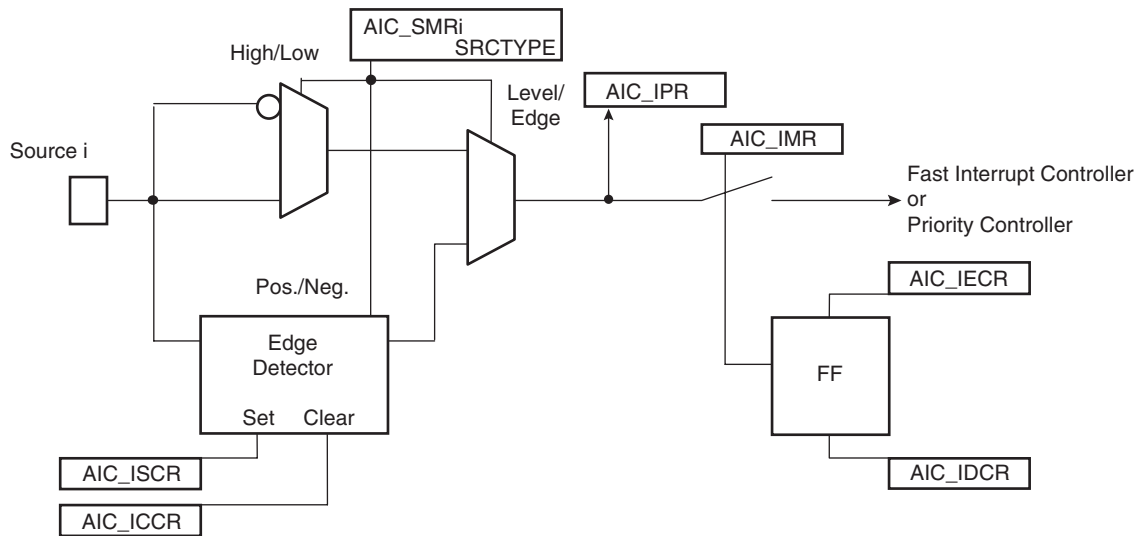 AIC_SMRi
SRCTYPE
High/Low
Level/
Edge
AIC_IPR
AIC_IMR
Source i
Fast Interrupt Controller
or
Priority Controller
Pos./Neg.
AIC_IECR
Edge
Detector
FF
Set Clear
AIC_ISCR
AIC_IDCR
AIC_ICCR